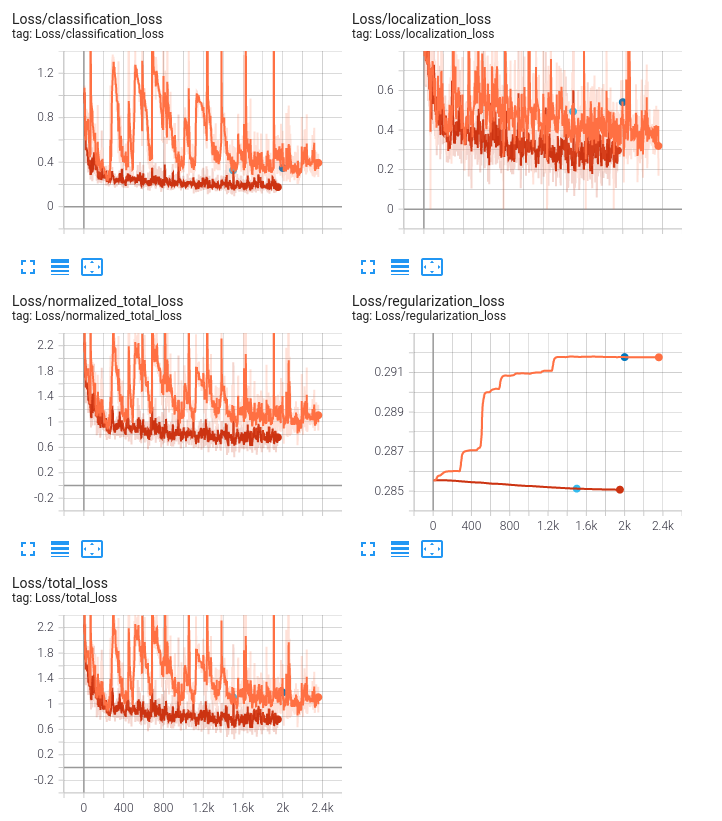 Loss/classification_loss
tag: Loss/classification_loss
1.2
0.8
0.4
0
Loss/localization_loss
tag: Loss/localization_loss
0.6
0.4
0.2
0
Loss/normalized_total_loss
tag: Loss/normalized_total_loss
2.2
1.8
1.4
1
0.6
0.2
-0.2
Loss/regularization_loss
tag: Loss/regularization_loss
0.291
0.289
0.287
0.285
0 400 800 1.2k 1.6k 2k 2.4k
Loss/total_loss
tag: Loss/total_loss
2.2
1.8
1.4
1
0.6
0.2
-0.2
0 400 800 1.2k 1.6k 2k 2.4k